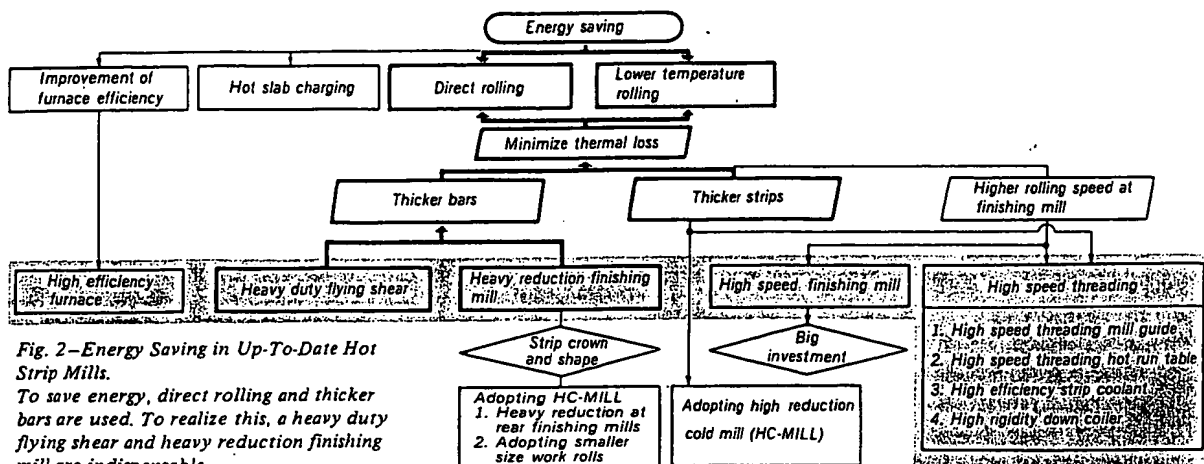 Energy saving
Improvement of
furnace efficiency
Hot slab charging
Direct rolling
Lower temperature
rolling
Minimize thermal loss
Thicker bars
Thicker strips
Higher rolling speed at
finishing mill
High efficiency
furnace
Heavy duty flying shear
Heavy reduction finishing
mill
High speed finishing mill
High speed threading
Strip crown
and shape
Big
investment
1. High speed threading mill guide
2. High speed threading hot run table
3. High efficiency strip coolant
4. High rigidity down coiler
Adopting HC-MILL
1. Heavy reduction at
rear finishing mills
2. Adopting smaller
size work rolls
Adopting high reduction
cold mill (HC-MILL)
Fig. 2–Energy Saving in Up-To-Date Hot
Strip Mills.
To save energy, direct rolling and thicker
bars are used. To realize this, a heavy duty
flying shear and heavy reduction finishing
mill are indispensable